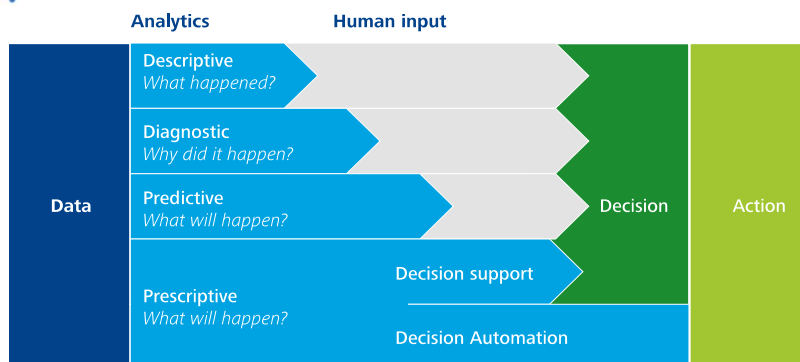 Analytics
Human input
Descriptive
What happened?
Diagnostic
Why did it happen?
Predictive
What will happen?
Data
Decision
Action
Decision support
Prescriptive
What will happen?
Decision Automation